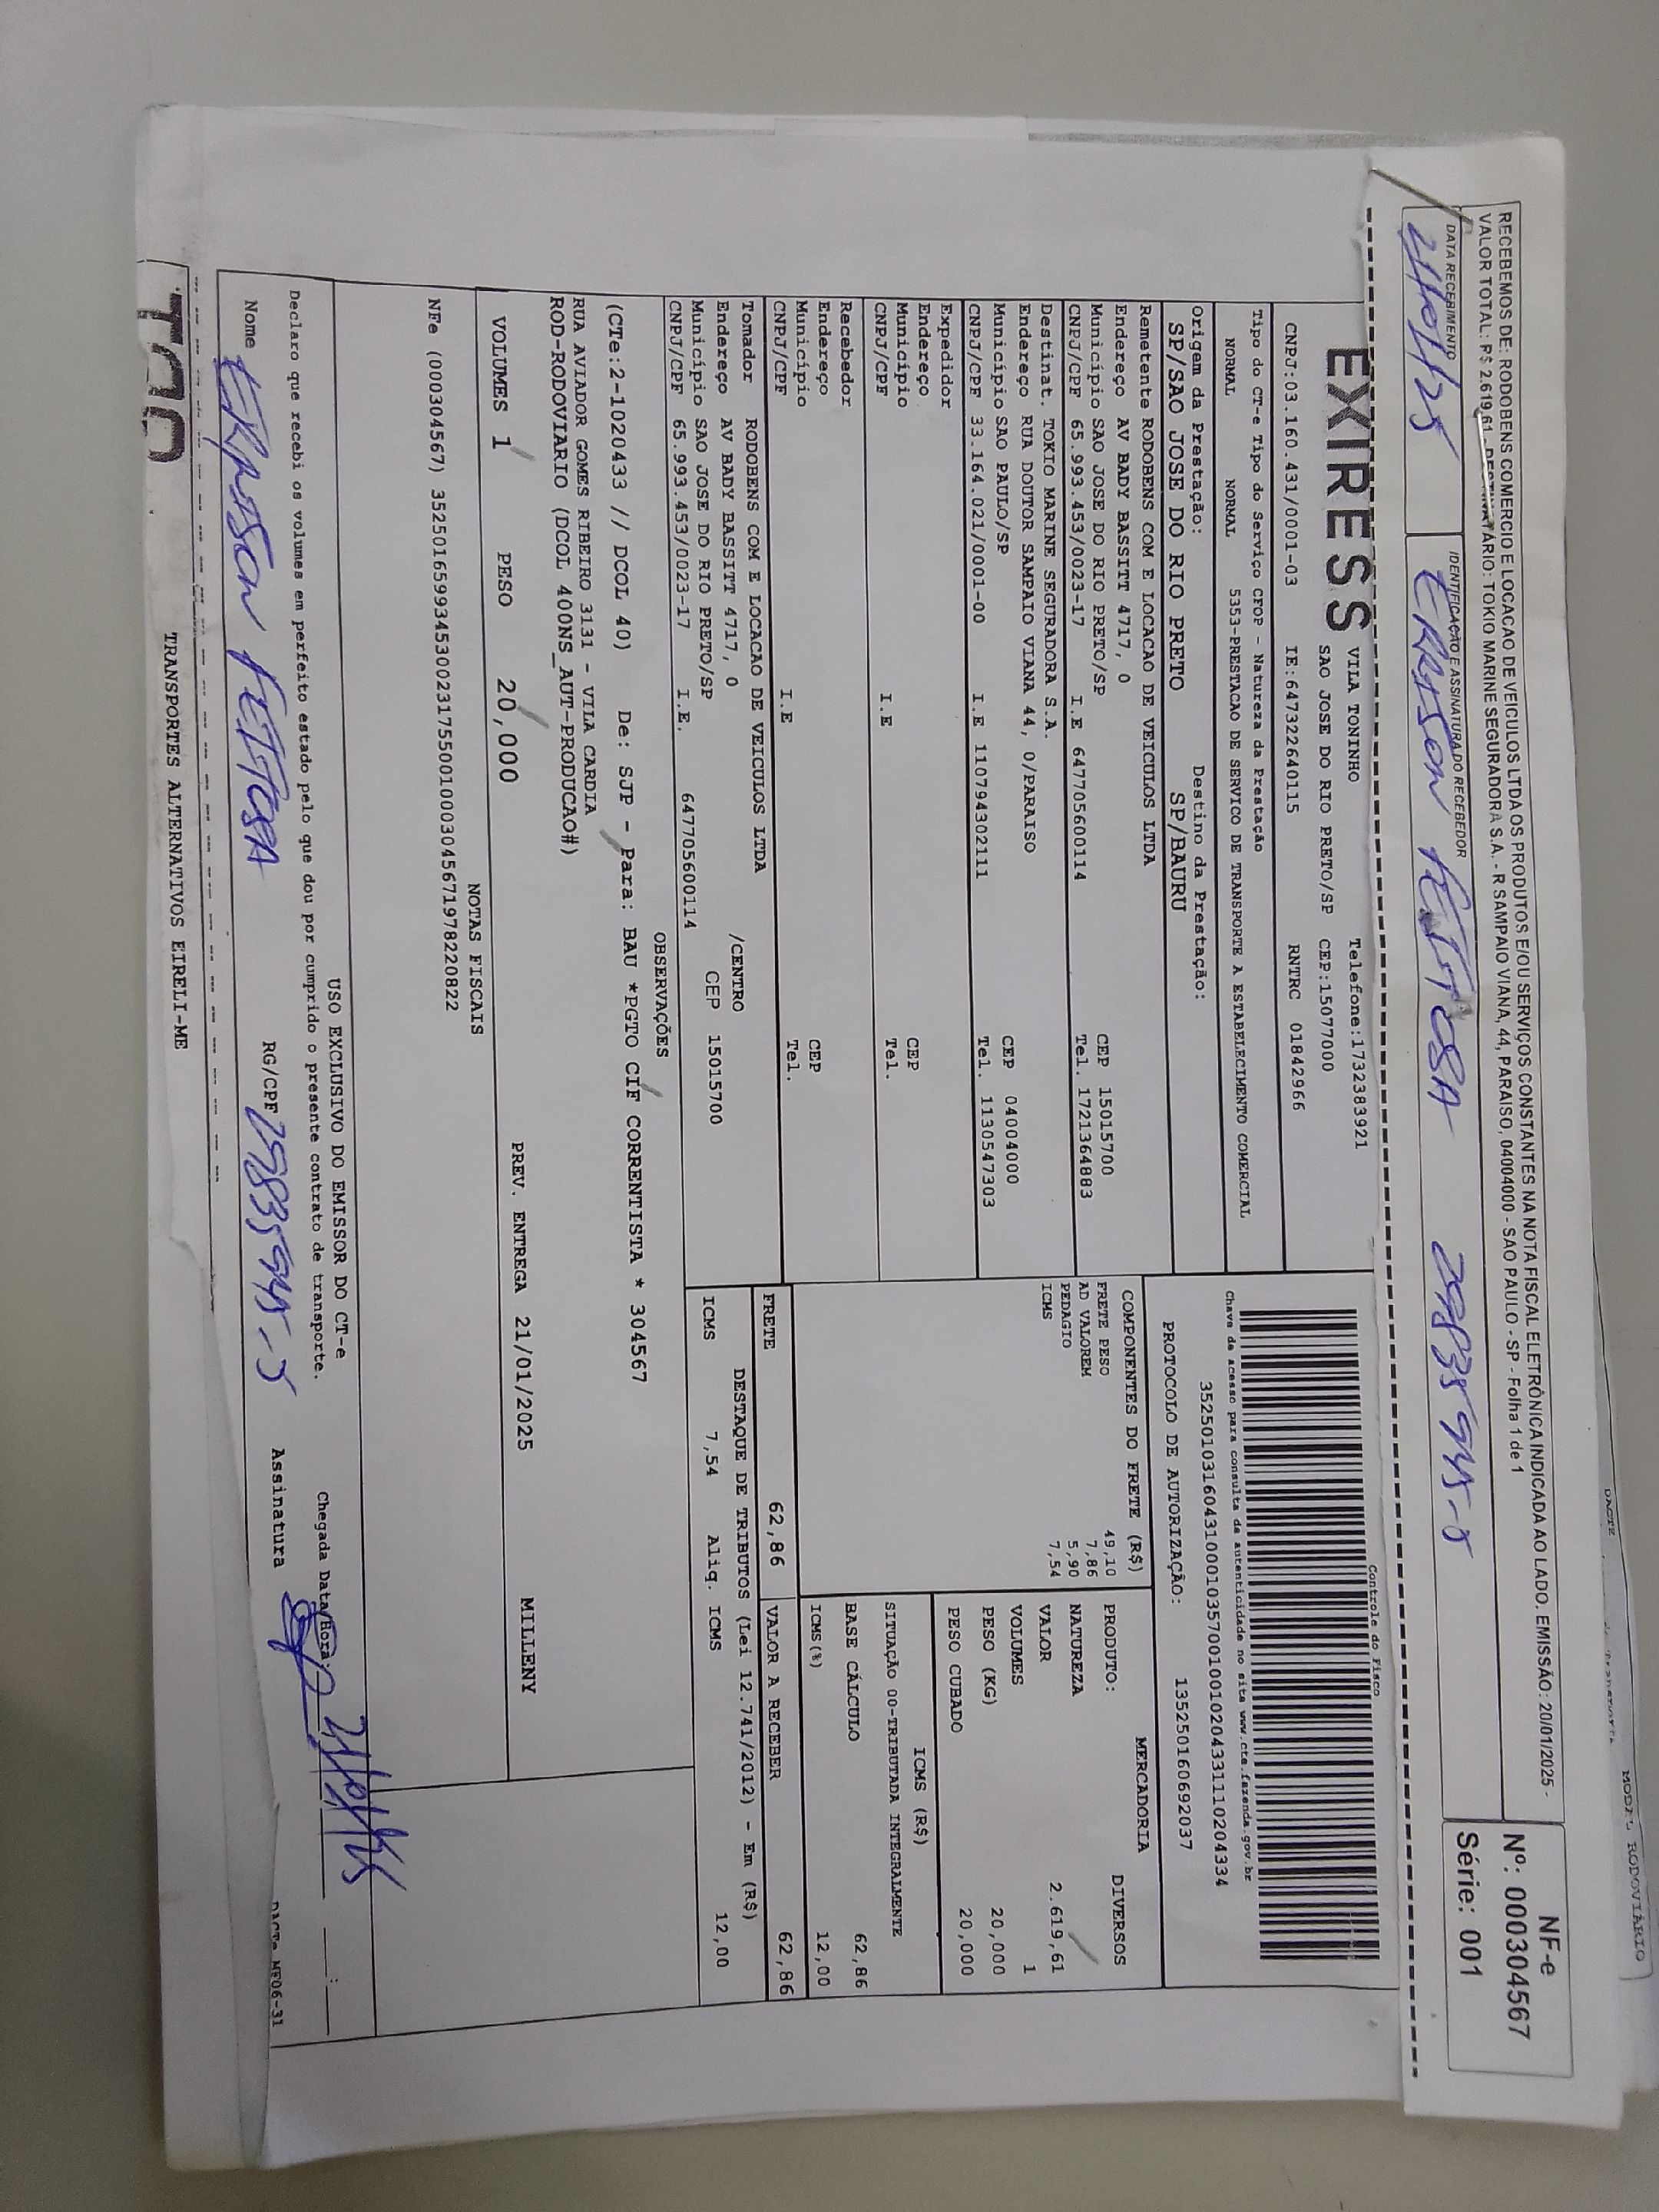 RECEBEMOS DE: RODOBENS COMERCIO E LOCACAO DE VEICULOS LTDA OS PRODUTOS E/OU SERVIÇOS CONSTANTES NA NOTA FISCAL ELETRÔNICA INDICADA AO LADO. EMISSÃO: 20/01/2025 -
VALOR TOTAL: R$ 2.619,61 - DESTINATÁRIO: TOKIO MARINE SEGURADORA S.A. - R SAMPAIO VIANA, 44, PARAISO, 04004000 - SAO PAULO - SP - Folha 1 de 1
NF-e
Nº: 000304567
Série: 001
DATA RECEBIMENTO
IDENTIFICAÇÃO E ASSINATURA DO RECEBEDOR
MODEL RODOVIÁRIO
DACTE
EXPRESS
VILA TONINHO
Telefone:1732383921
SAO JOSE DO RIO PRETO/SP CEP:15077000
CNPJ:03.160.431/0001-03 IE:647322640115 RNTRC 01842966
Controle do Fisco
Tipo do CT-e Tipo do Serviço CFOP - Natureza da Prestação
NORMAL NORMAL 5353-PRESTACAO DE SERVICO DE TRANSPORTE A ESTABELECIMENTO COMERCIAL
Chave de acesso para consulta de autenticidade no site www.cte.fazenda.gov.br
35250103160431000103570010010204331110204334
Origem da Prestação: Destino da Prestação:
SP/SAO JOSE DO RIO PRETO SP/BAURU
PROTOCOLO DE AUTORIZAÇÃO: 135250160692037
Remetente RODOBENS COM E LOCACAO DE VEICULOS LTDA
Endereço AV BADY BASSITT 4717, 0
Município SAO JOSE DO RIO PRETO/SP CEP 15015700
CNPJ/CPF 65.993.453/0023-17 I.E 647705600114 Tel. 1721364883
Destinat. TOKIO MARINE SEGURADORA S.A.
Endereço RUA DOUTOR SAMPAIO VIANA 44, 0/PARAISO
Município SAO PAULO/SP CEP 04004000
CNPJ/CPF 33.164.021/0001-00 I.E 110794302111 Tel. 1130547303
Expedidor
Endereço
Município CEP
CNPJ/CPF I.E Tel.
Recebedor
Endereço
Município CEP
CNPJ/CPF I.E Tel.
Tomador RODOBENS COM E LOCACAO DE VEICULOS LTDA
Endereço AV BADY BASSITT 4717, 0 /CENTRO
Município SAO JOSE DO RIO PRETO/SP CEP 15015700
CNPJ/CPF 65.993.453/0023-17 I.E. 647705600114
COMPONENTES DO FRETE (R$)
FRETE PESO 49,10
AD VALOREM 7,86
PEDAGIO 5,90
ICMS 7,54
MERCADORIA
PRODUTO: DIVERSOS
NATUREZA
VALOR 2.619,61
VOLUMES 1
PESO (KG) 20,000
PESO CUBADO 20,000
ICMS (R$)
SITUAÇÃO 00-TRIBUTADA INTEGRALMENTE
BASE CÁLCULO 62,86
ICMS(%) 12,00
FRETE 62,86 VALOR A RECEBER 62,86
DESTAQUE DE TRIBUTOS (Lei 12.741/2012) - Em (R$)
ICMS 7,54 Aliq. ICMS 12,00
OBSERVAÇÕES
(CTe:2-1020433 // DCOL 40) De: SJP - Para: BAU *PGTO CIF CORRENTISTA * 304567
RUA AVIADOR GOMES RIBEIRO 3131 - VILA CARDIA
ROD-RODOVIARIO (DCOL 400NS_AUT-PRODUCAO#)
VOLUMES 1 PESO 20,000 PREV. ENTREGA 21/01/2025 MILLENY
NOTAS FISCAIS
NFe (000304567) 35250165993453002317550010003045671978220822
USO EXCLUSIVO DO EMISSOR DO CT-e
Declaro que recebi os volumes em perfeito estado pelo que dou por cumprido o presente contrato de transporte.
Chegada Data/Hora:
Nome
RG/CPF
Assinatura
DACTe MF06-31
TRANSPORTES ALTERNATIVOS EIRELI-ME